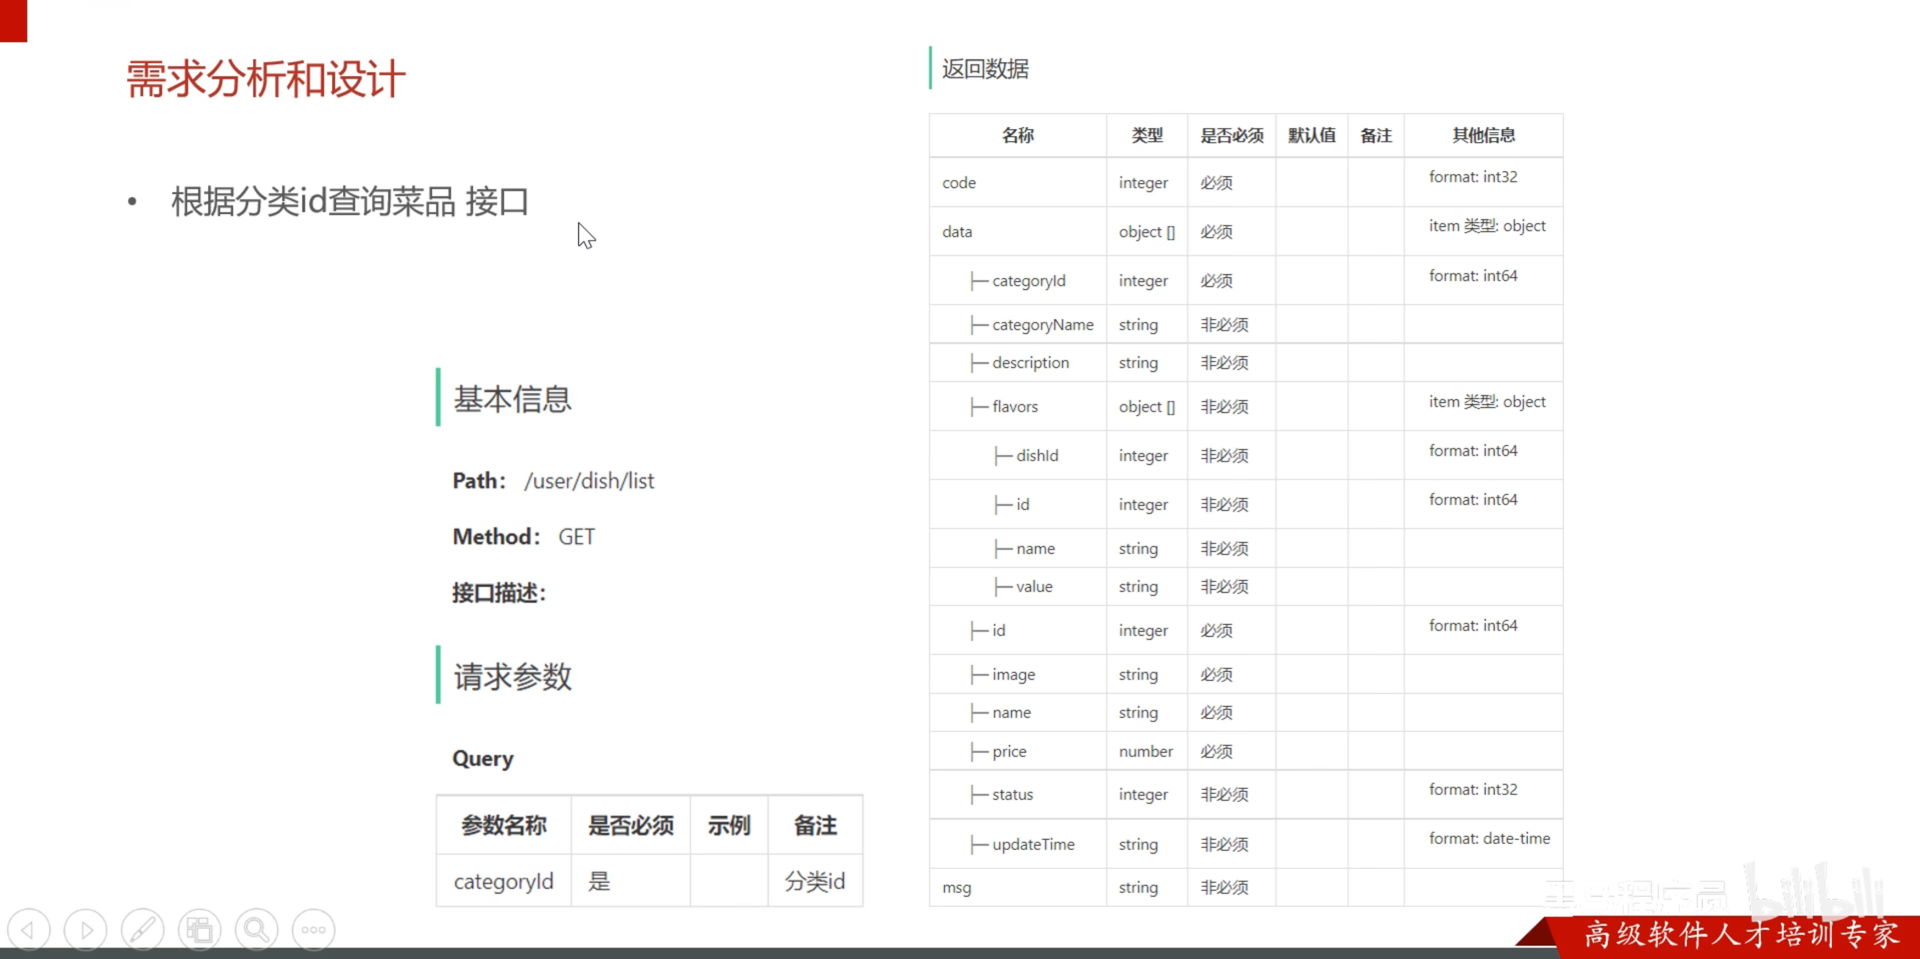 需求分析和设计
• 根据分类id查询菜品 接口
基本信息
Path： /user/dish/list
Method： GET
接口描述：
请求参数
Query
参数名称 是否必须 示例 备注
categoryId 是 分类id
返回数据
名称 类型 是否必须 默认值 备注 其他信息
code integer 必须 format: int32
data object [] 必须 item 类型: object
├─ categoryId integer 必须 format: int64
├─ categoryName string 非必须
├─ description string 非必须
├─ flavors object [] 非必须 item 类型: object
├─ dishId integer 非必须 format: int64
├─ id integer 非必须 format: int64
├─ name string 非必须
├─ value string 非必须
├─ id integer 必须 format: int64
├─ image string 必须
├─ name string 必须
├─ price number 必须
├─ status integer 非必须 format: int32
├─ updateTime string 非必须 format: date-time
msg string 非必须
bilibili
高级软件人才培训专家